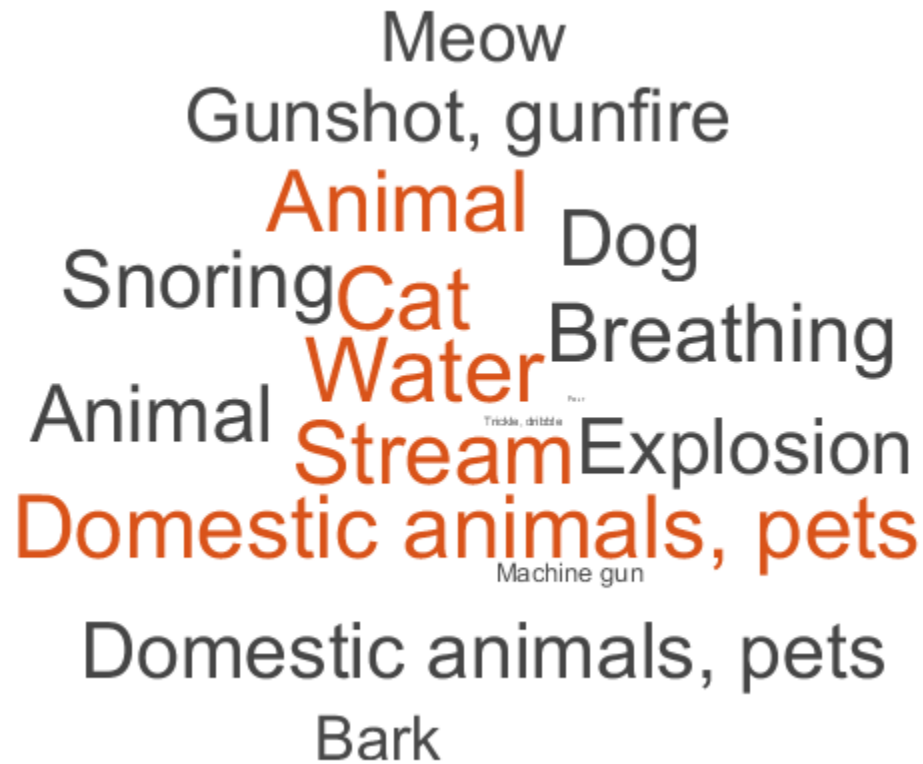 Meow
Gunshot, gunfire
Animal
Dog
Snoring
Cat
Breathing
Water
Pour
Animal
Trickle, dribble
Stream
Explosion
Domestic animals, pets
Machine gun
Domestic animals, pets
Bark